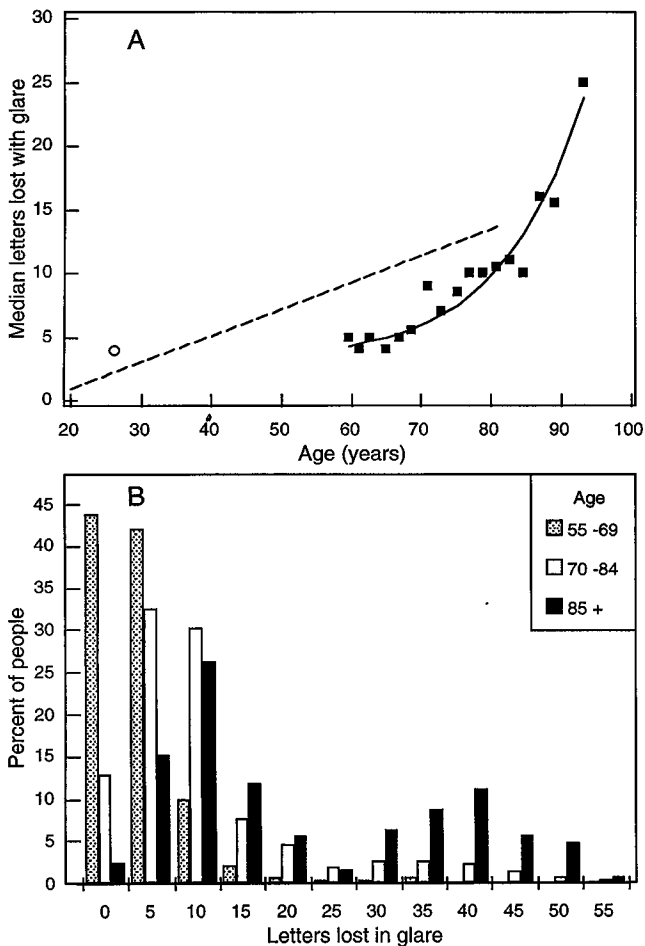 30
A
25
20
15
10
5
0
Median letters lost with glare
20 30 40 50 60 70 80 90 100
Age (years)
B
45
40
35
30
25
20
15
10
5
0
Percent of people
Age
55 -69
70 -84
85 +
0 5 10 15 20 25 30 35 40 45 50 55
Letters lost in glare